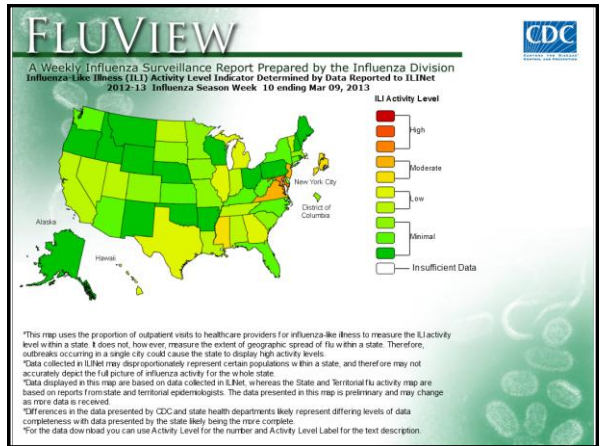 FLUVIEW
CDC
CENTERS FOR DISEASE
CONTROL AND PREVENTION
A Weekly Influenza Surveillance Report Prepared by the Influenza Division
Influenza-Like Illness (ILI) Activity Level Indicator Determined by Data Reported to ILINet
2012-13 Influenza Season Week 10 ending Mar 09, 2013
ILI Activity Level
High
Moderate
Low
Minimal
Insufficient Data
New York City
District of
Columbia
Alaska
Hawaii
*This map uses the proportion of outpatient visits to healthcare providers for influenza-like illness to measure the ILI activity
level within a state. It does not, however, measure the extent of geographic spread of flu within a state. Therefore,
outbreaks occurring in a single city could cause the state to display high activity levels.
*Data collected in ILINet may disproportionately represent certain populations within a state, and therefore may not
accurately depict the full picture of influenza activity for the whole state.
*Data displayed in this map are based on data collected in ILINet, whereas the State and Territorial flu activity map are
based on reports from state and territorial epidemiologists. The data presented in this map is preliminary and may change
as more data is received.
*Differences in the data presented by CDC and state health departments likely represent differing levels of data
completeness with data presented by the state likely being the more complete.
*For the data download you can use Activity Level for the number and Activity Level Label for the text description.